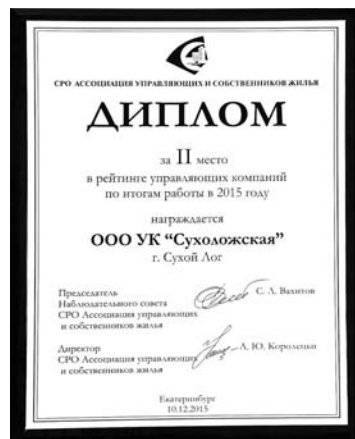 СРО АССОЦИАЦИЯ УПРАВЛЯЮЩИХ И СОБСТВЕННИКОВ ЖИЛЬЯ
ДИПЛОМ
за II место
в рейтинге управляющих компаний
по итогам работы в 2015 году
награждается
ООО УК “Сухоложская”
г. Сухой Лог
Председатель
Наблюдательного совета
СРО Ассоциация управляющих
и собственников жилья
С. Л. Вахитов
Директор
СРО Ассоциация управляющих
и собственников жилья
А. Ю. Короленки
Екатеринбург
10.12.2015